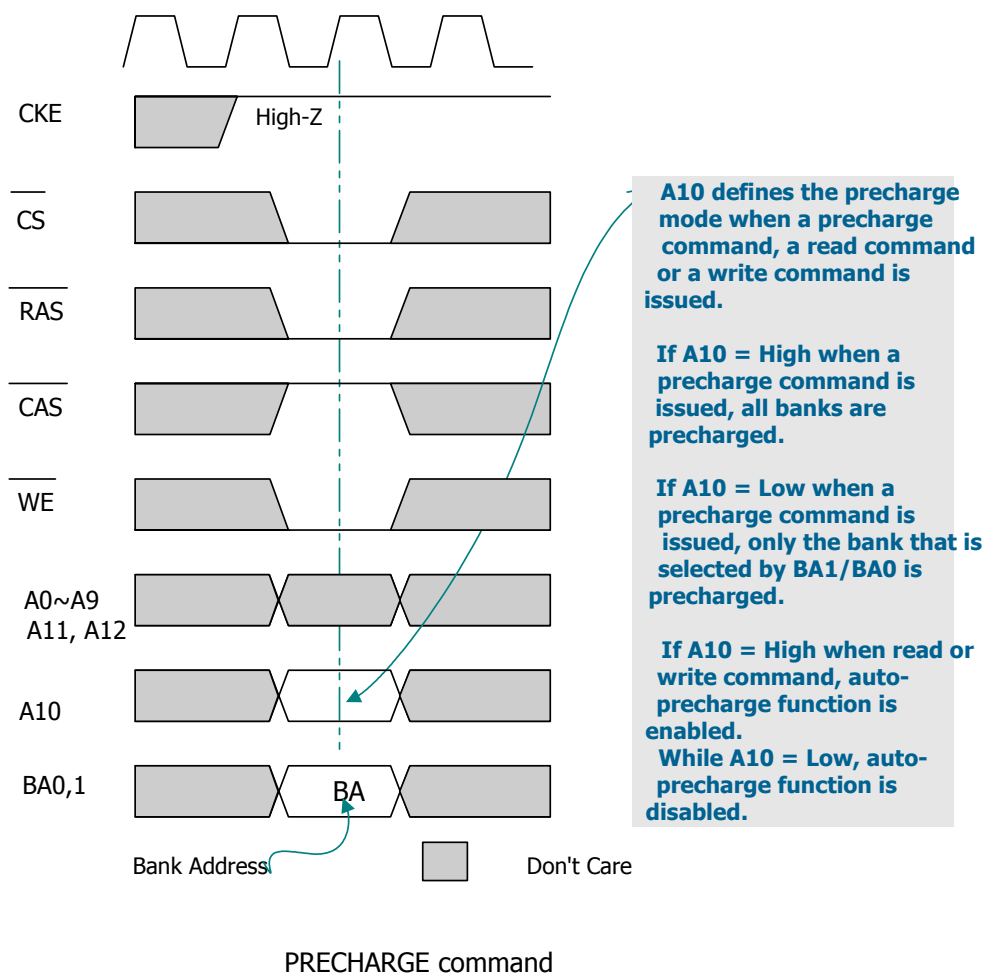 CKE
High-Z
CS
RAS
CAS
WE
A0~A9
A11, A12
A10
BA0,1
BA
Bank Address
Don't Care
A10 defines the precharge
mode when a precharge
command, a read command
or a write command is
issued.
If A10 = High when a
precharge command is
issued, all banks are
precharged.
If A10 = Low when a
precharge command is
issued, only the bank that is
selected by BA1/BA0 is
precharged.
If A10 = High when read or
write command, auto-
precharge function is
enabled.
While A10 = Low, auto-
precharge function is
disabled.
PRECHARGE command